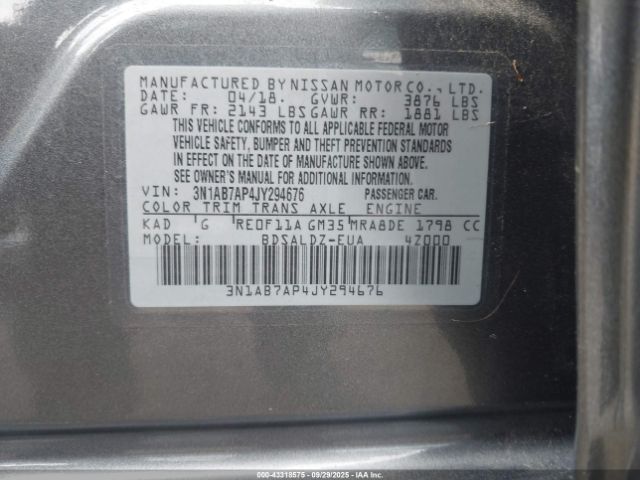 MANUFACTURED BY NISSAN MOTOR CO., LTD.
DATE: 04/18. GVWR: 3876 LBS
GAWR FR: 2143 LBS GAWR RR: 1881 LBS
THIS VEHICLE CONFORMS TO ALL APPLICABLE FEDERAL MOTOR
VEHICLE SAFETY, BUMPER AND THEFT PREVENTION STANDARDS
IN EFFECT ON THE DATE OF MANUFACTURE SHOWN ABOVE.
SEE OWNER'S MANUAL FOR ADDITIONAL INFORMATION
VIN: 3N1AB7AP4JY294676 PASSENGER CAR.
COLOR TRIM TRANS AXLE ENGINE
KAD G RE0F11A GM35 MRA8DE 1798 CC
MODEL: BDSALDZ-EUA 4Z000
3N1AB7AP4JY294676
000-43318575 - 09/29/2025 - IAAI.COM